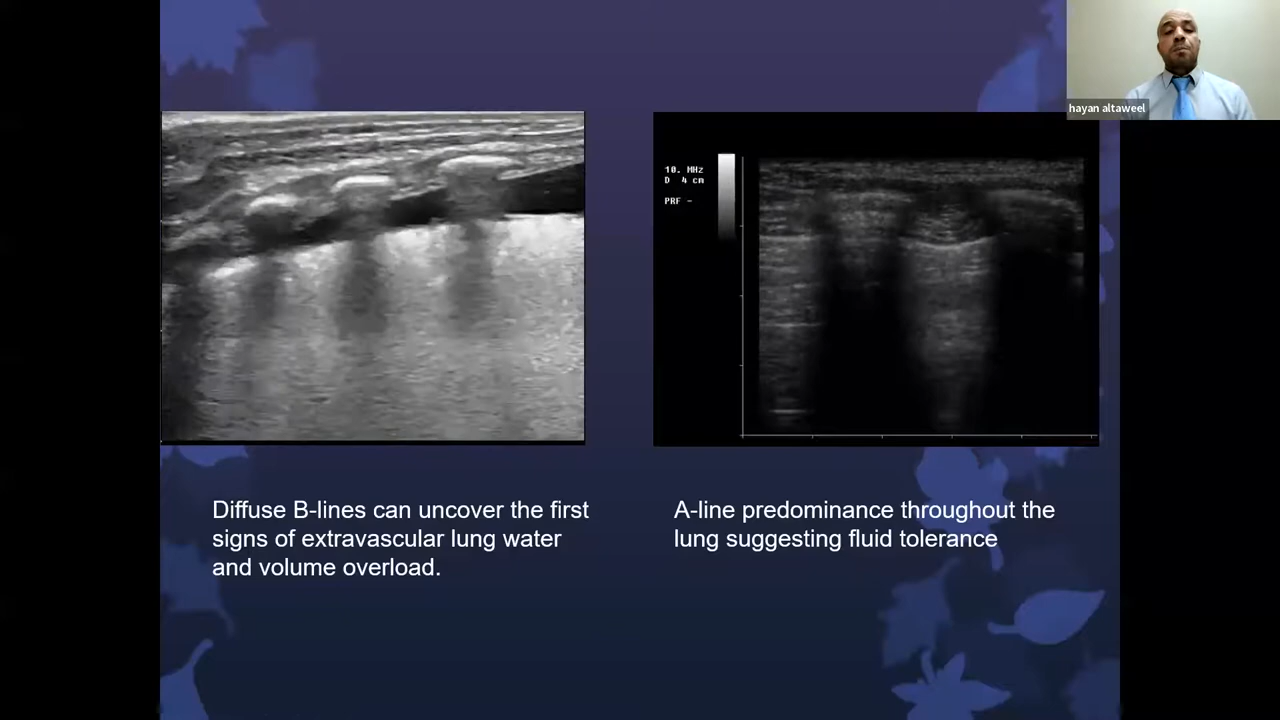 hayan altaweel
10. MHz
D 4 cm
PRF -
Diffuse B-lines can uncover the first
signs of extravascular lung water
and volume overload.
A-line predominance throughout the
lung suggesting fluid tolerance